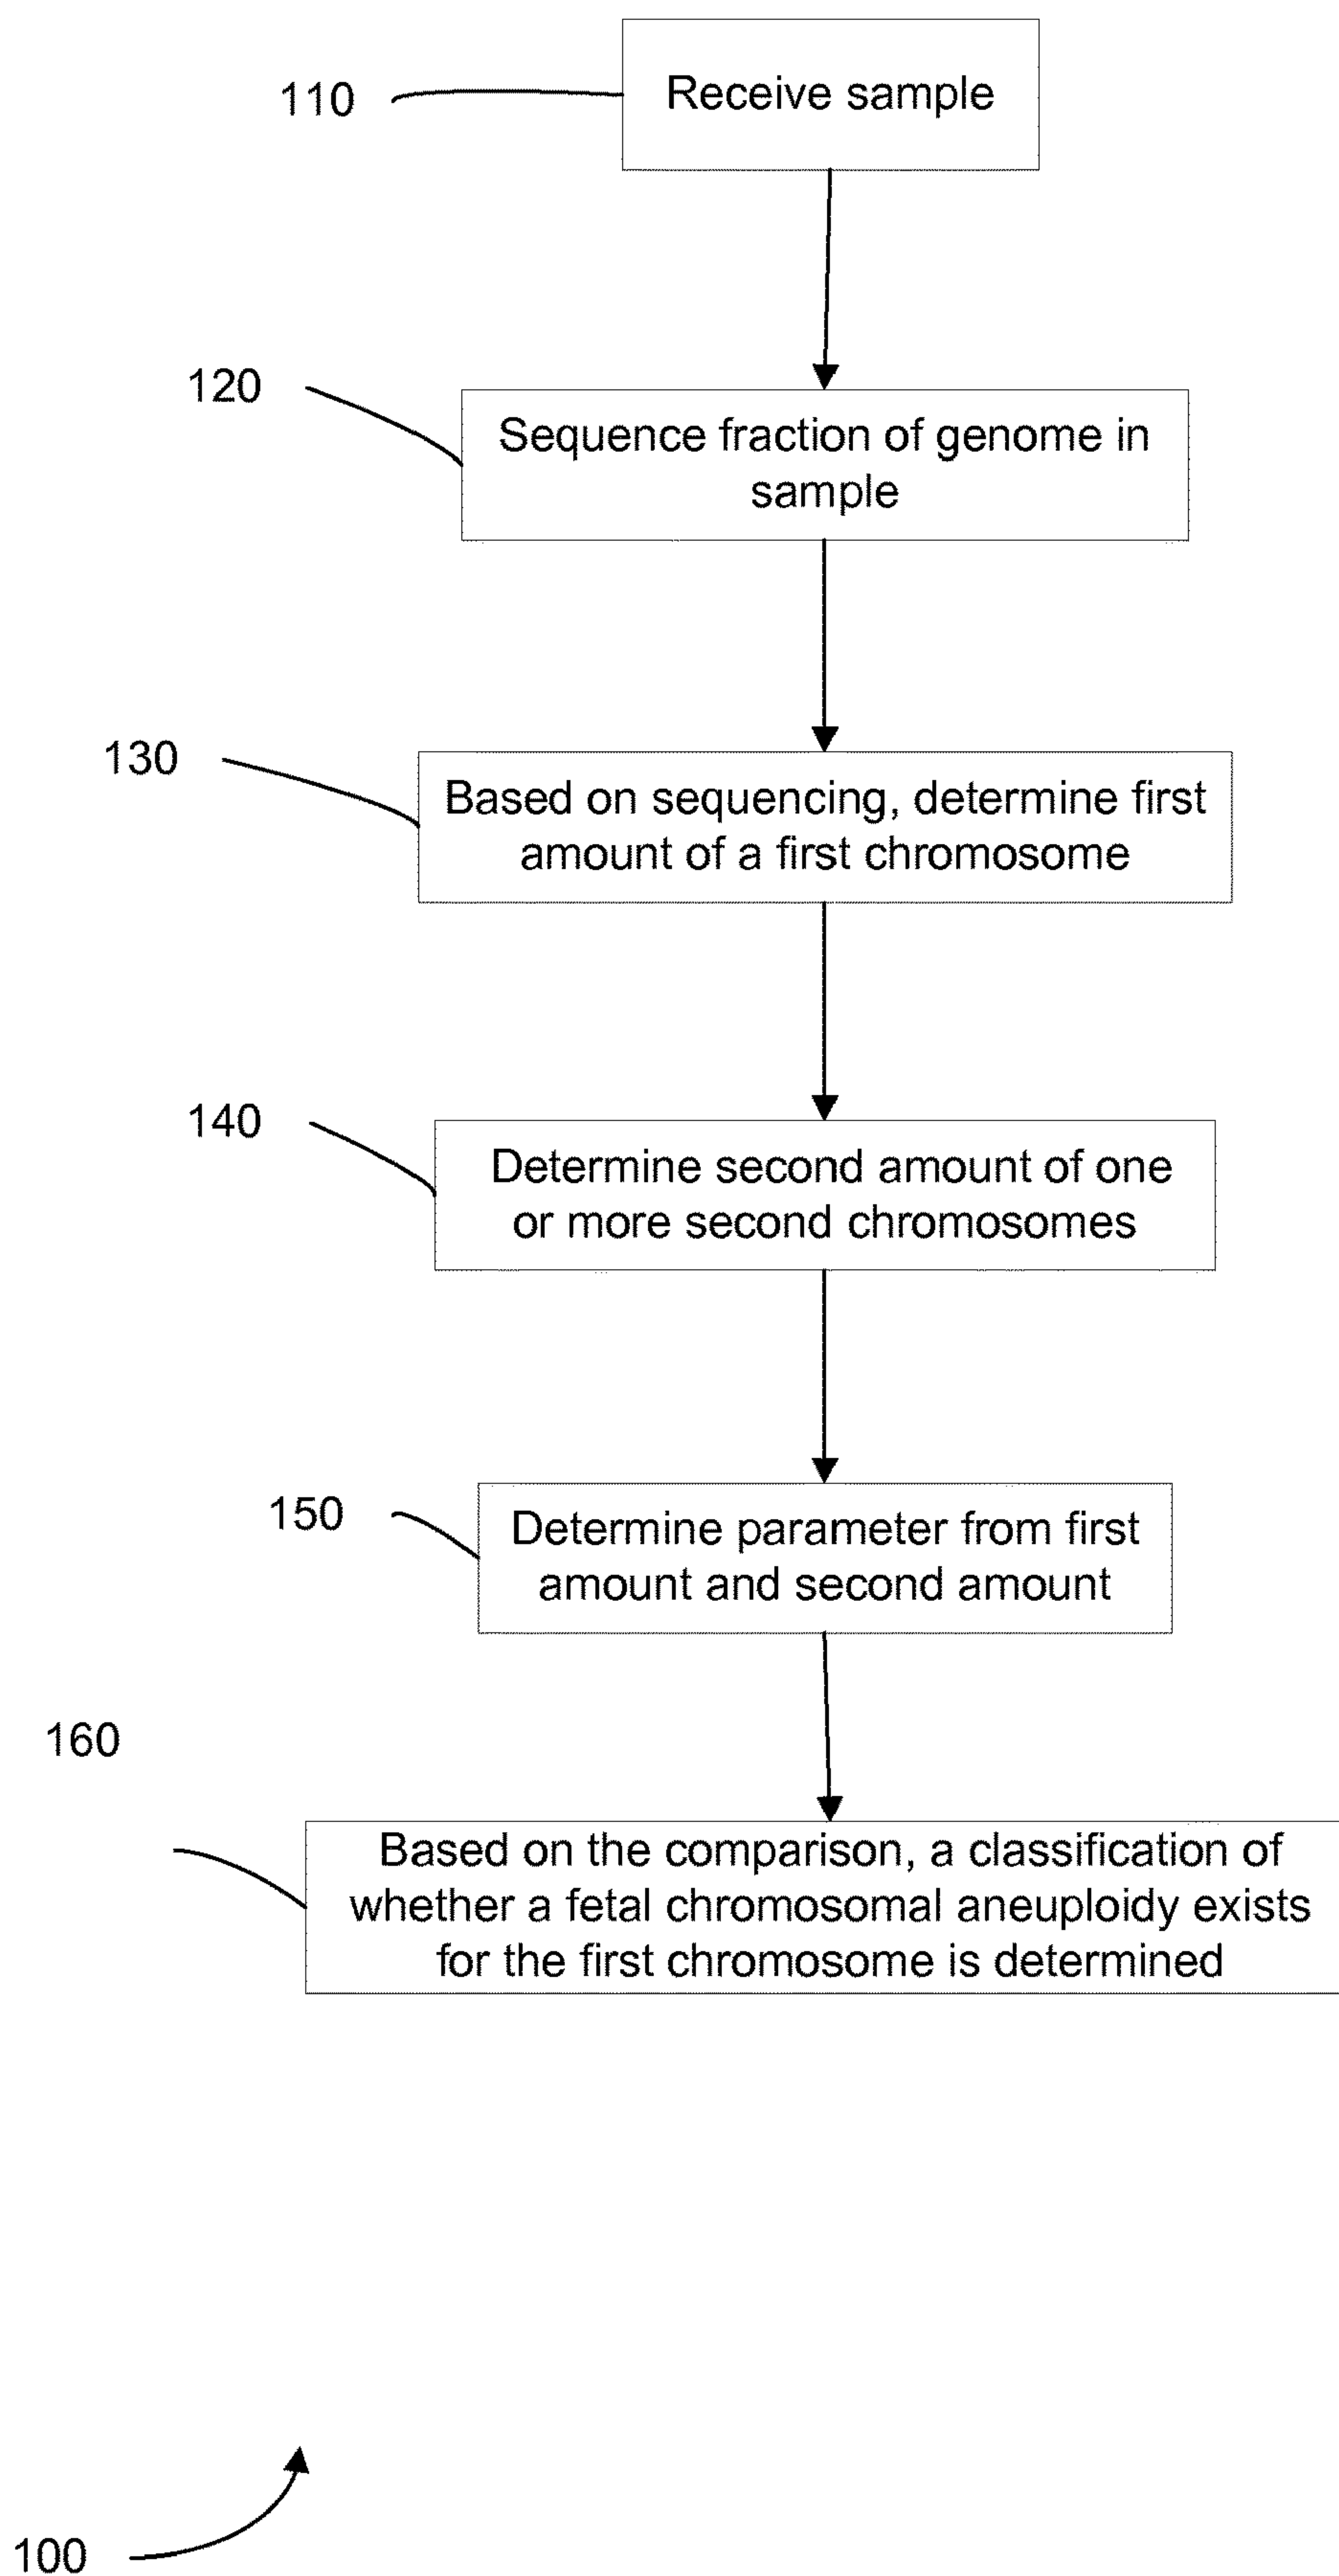 110
Receive sample
120
Sequence fraction of genome in
sample
130
Based on sequencing, determine first
amount of a first chromosome
140
Determine second amount of one
or more second chromosomes
150
Determine parameter from first
amount and second amount
160
Based on the comparison, a classification of
whether a fetal chromosomal aneuploidy exists
for the first chromosome is determined
100